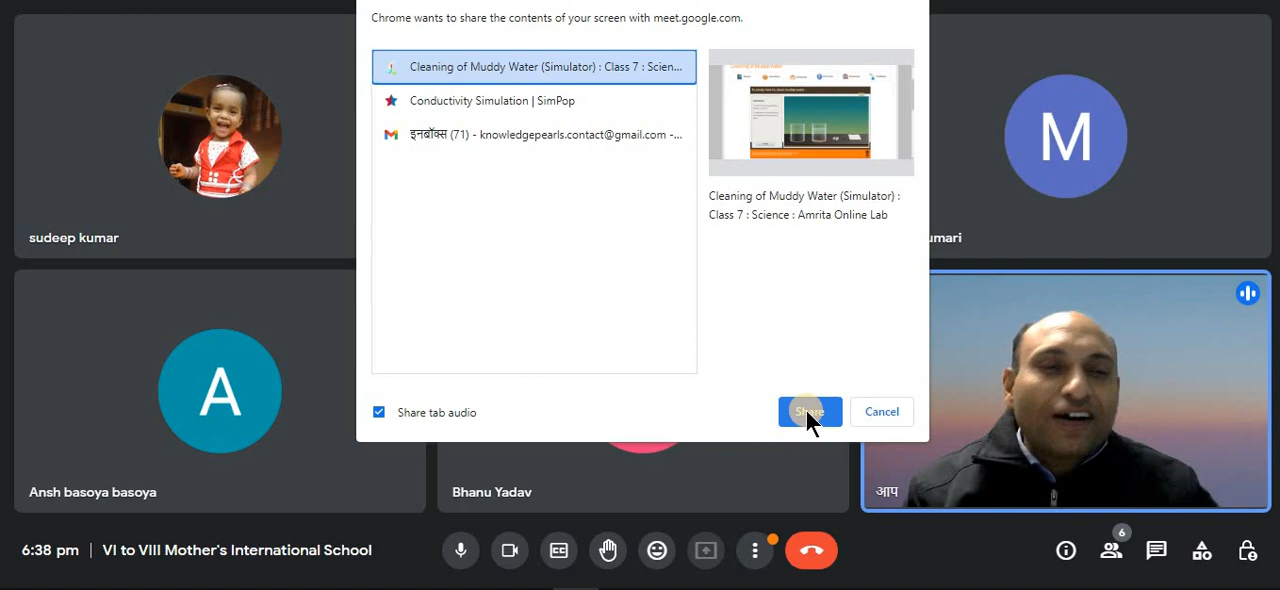 Chrome wants to share the contents of your screen with meet.google.com.
Cleaning of Muddy Water (Simulator) : Class 7 : Scien...
Conductivity Simulation | SimPop
इनबॉक्स (71) - knowledgepearls.contact@gmail.com -...
Cleaning of Muddy Water (Simulator) :
Class 7 : Science : Amrita Online Lab
Share tab audio
Share
Cancel
sudeep kumar
M
umari
A
Ansh basoya basoya
Bhanu Yadav
आप
6:38 pm | VI to VIII Mother's International School
6